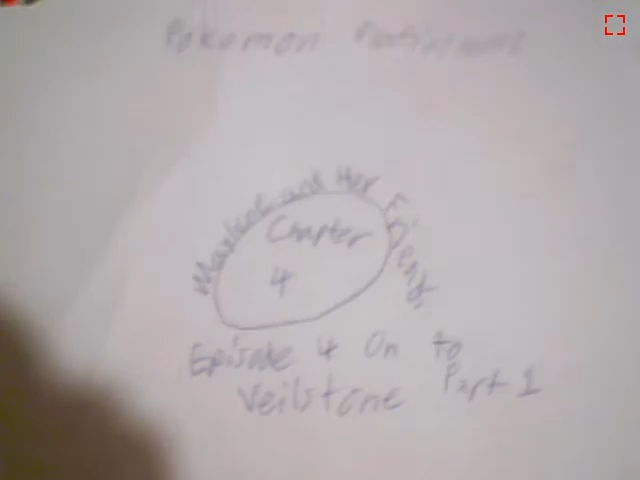 Pokemon
and Her Friends
Chapter
4
Episode 4 On to
Veilstone Part 1